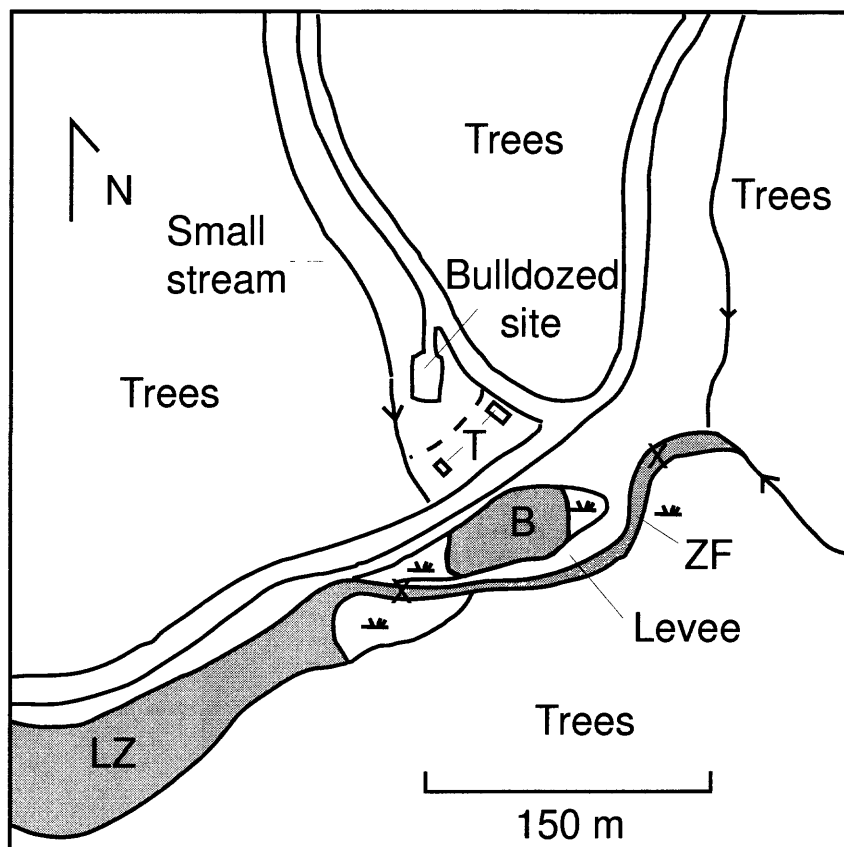 Trees
N
Trees
Small
stream
Bulldozed
site
Trees
T
B
X
ZF
X
Levee
Trees
LZ
150 m